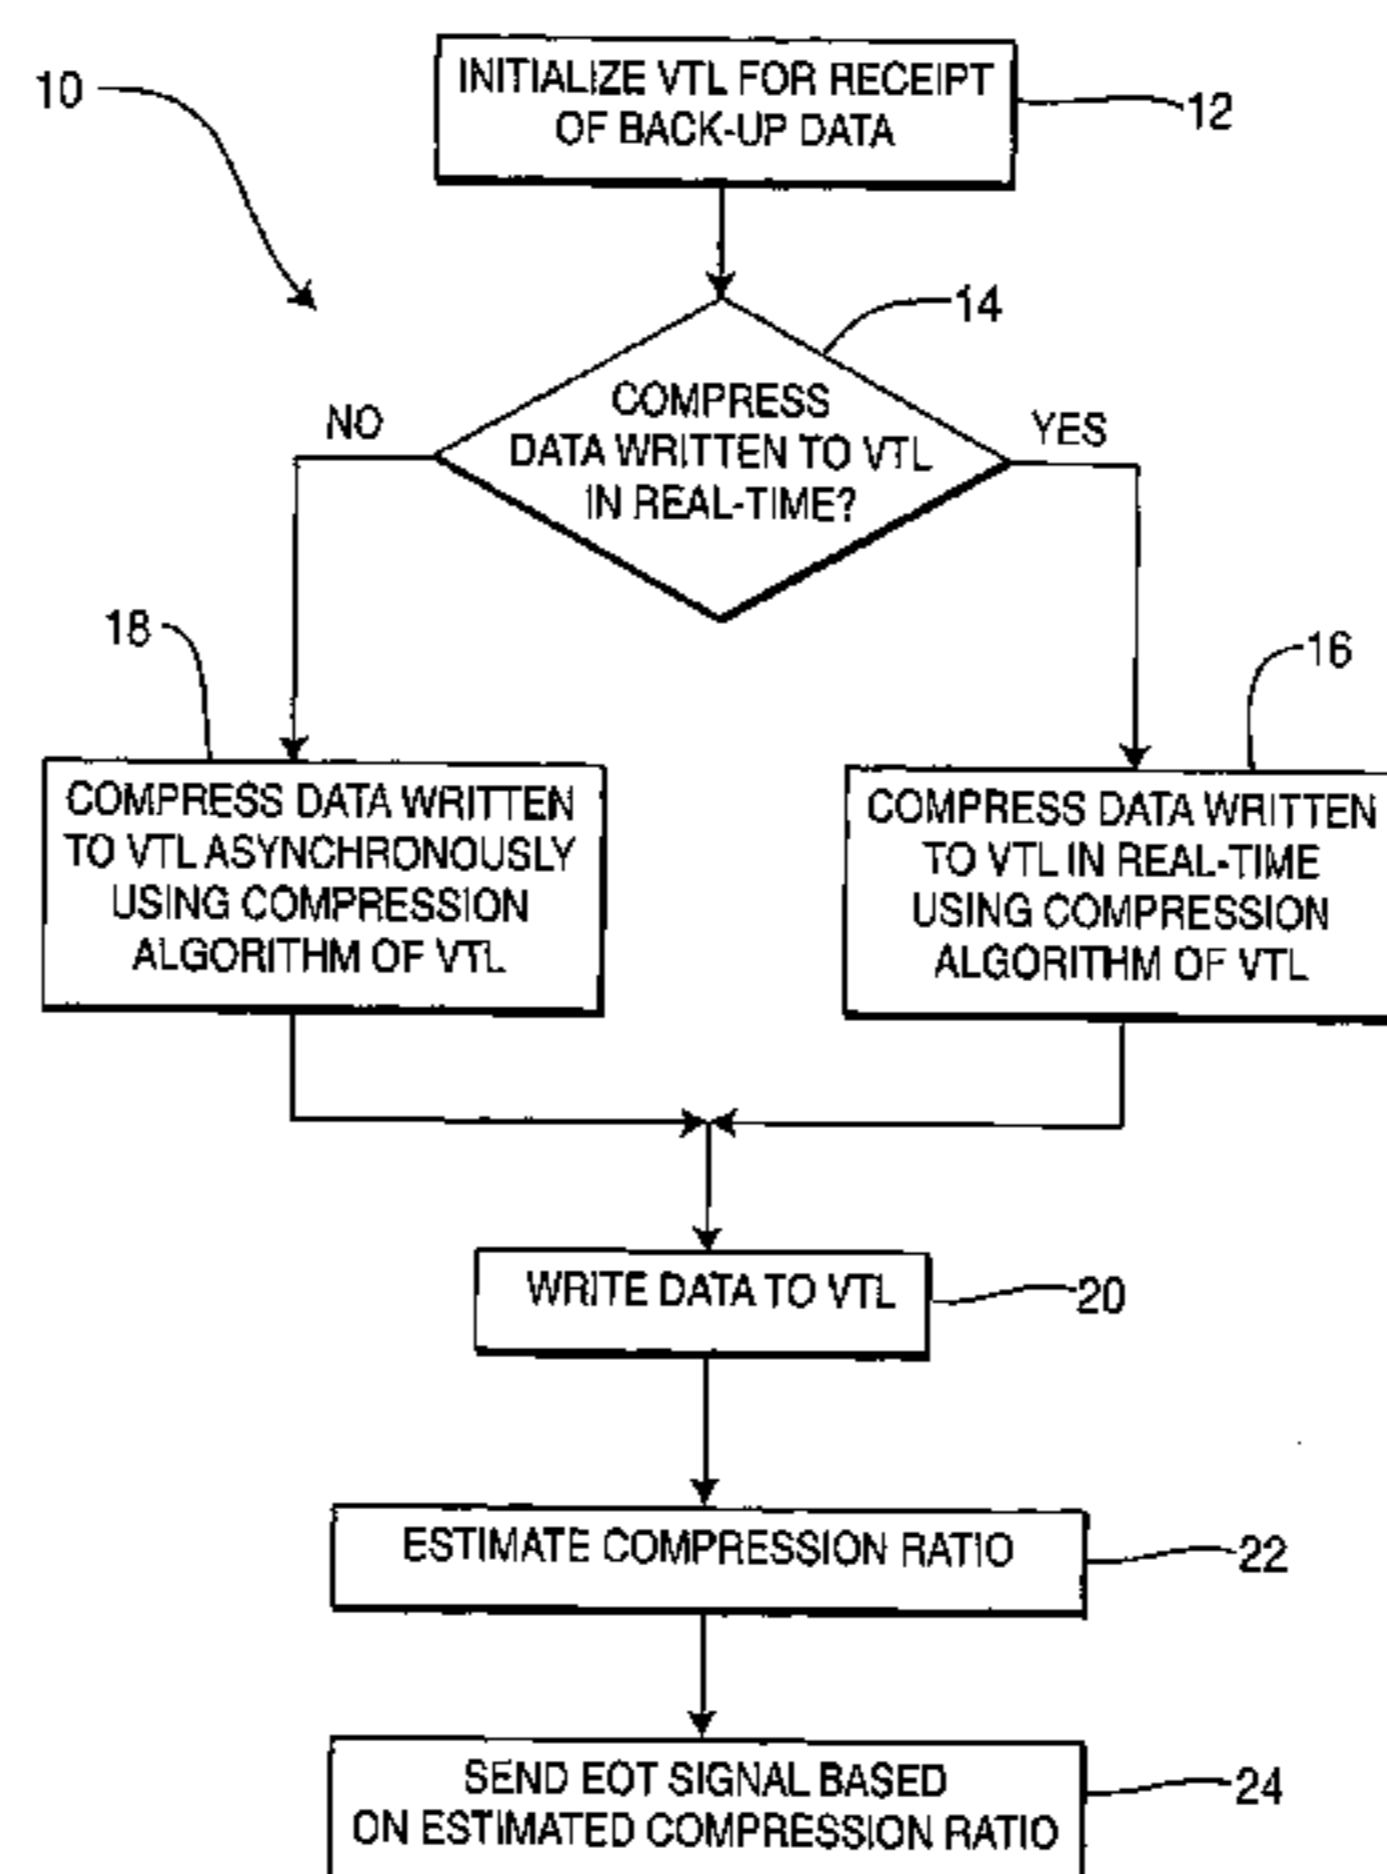 10
INITIALIZE VTL FOR RECEIPT
OF BACK-UP DATA
12
14
COMPRESS
DATA WRITTEN TO VTL
IN REAL-TIME?
NO
YES
18
16
COMPRESS DATA WRITTEN
TO VTL ASYNCHRONOUSLY
USING COMPRESSION
ALGORITHM OF VTL
COMPRESS DATA WRITTEN
TO VTL IN REAL-TIME
USING COMPRESSION
ALGORITHM OF VTL
WRITE DATA TO VTL
20
ESTIMATE COMPRESSION RATIO
22
SEND EOT SIGNAL BASED
ON ESTIMATED COMPRESSION RATIO
24